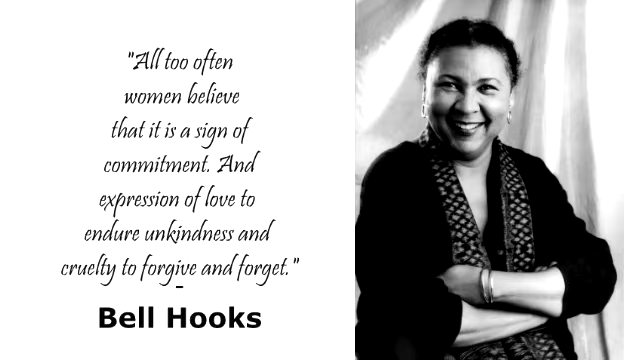 "All too often
women believe
that it is a sign of
commitment. And
expression of love to
endure unkindness and
cruelty to forgive and forget."
-
Bell Hooks